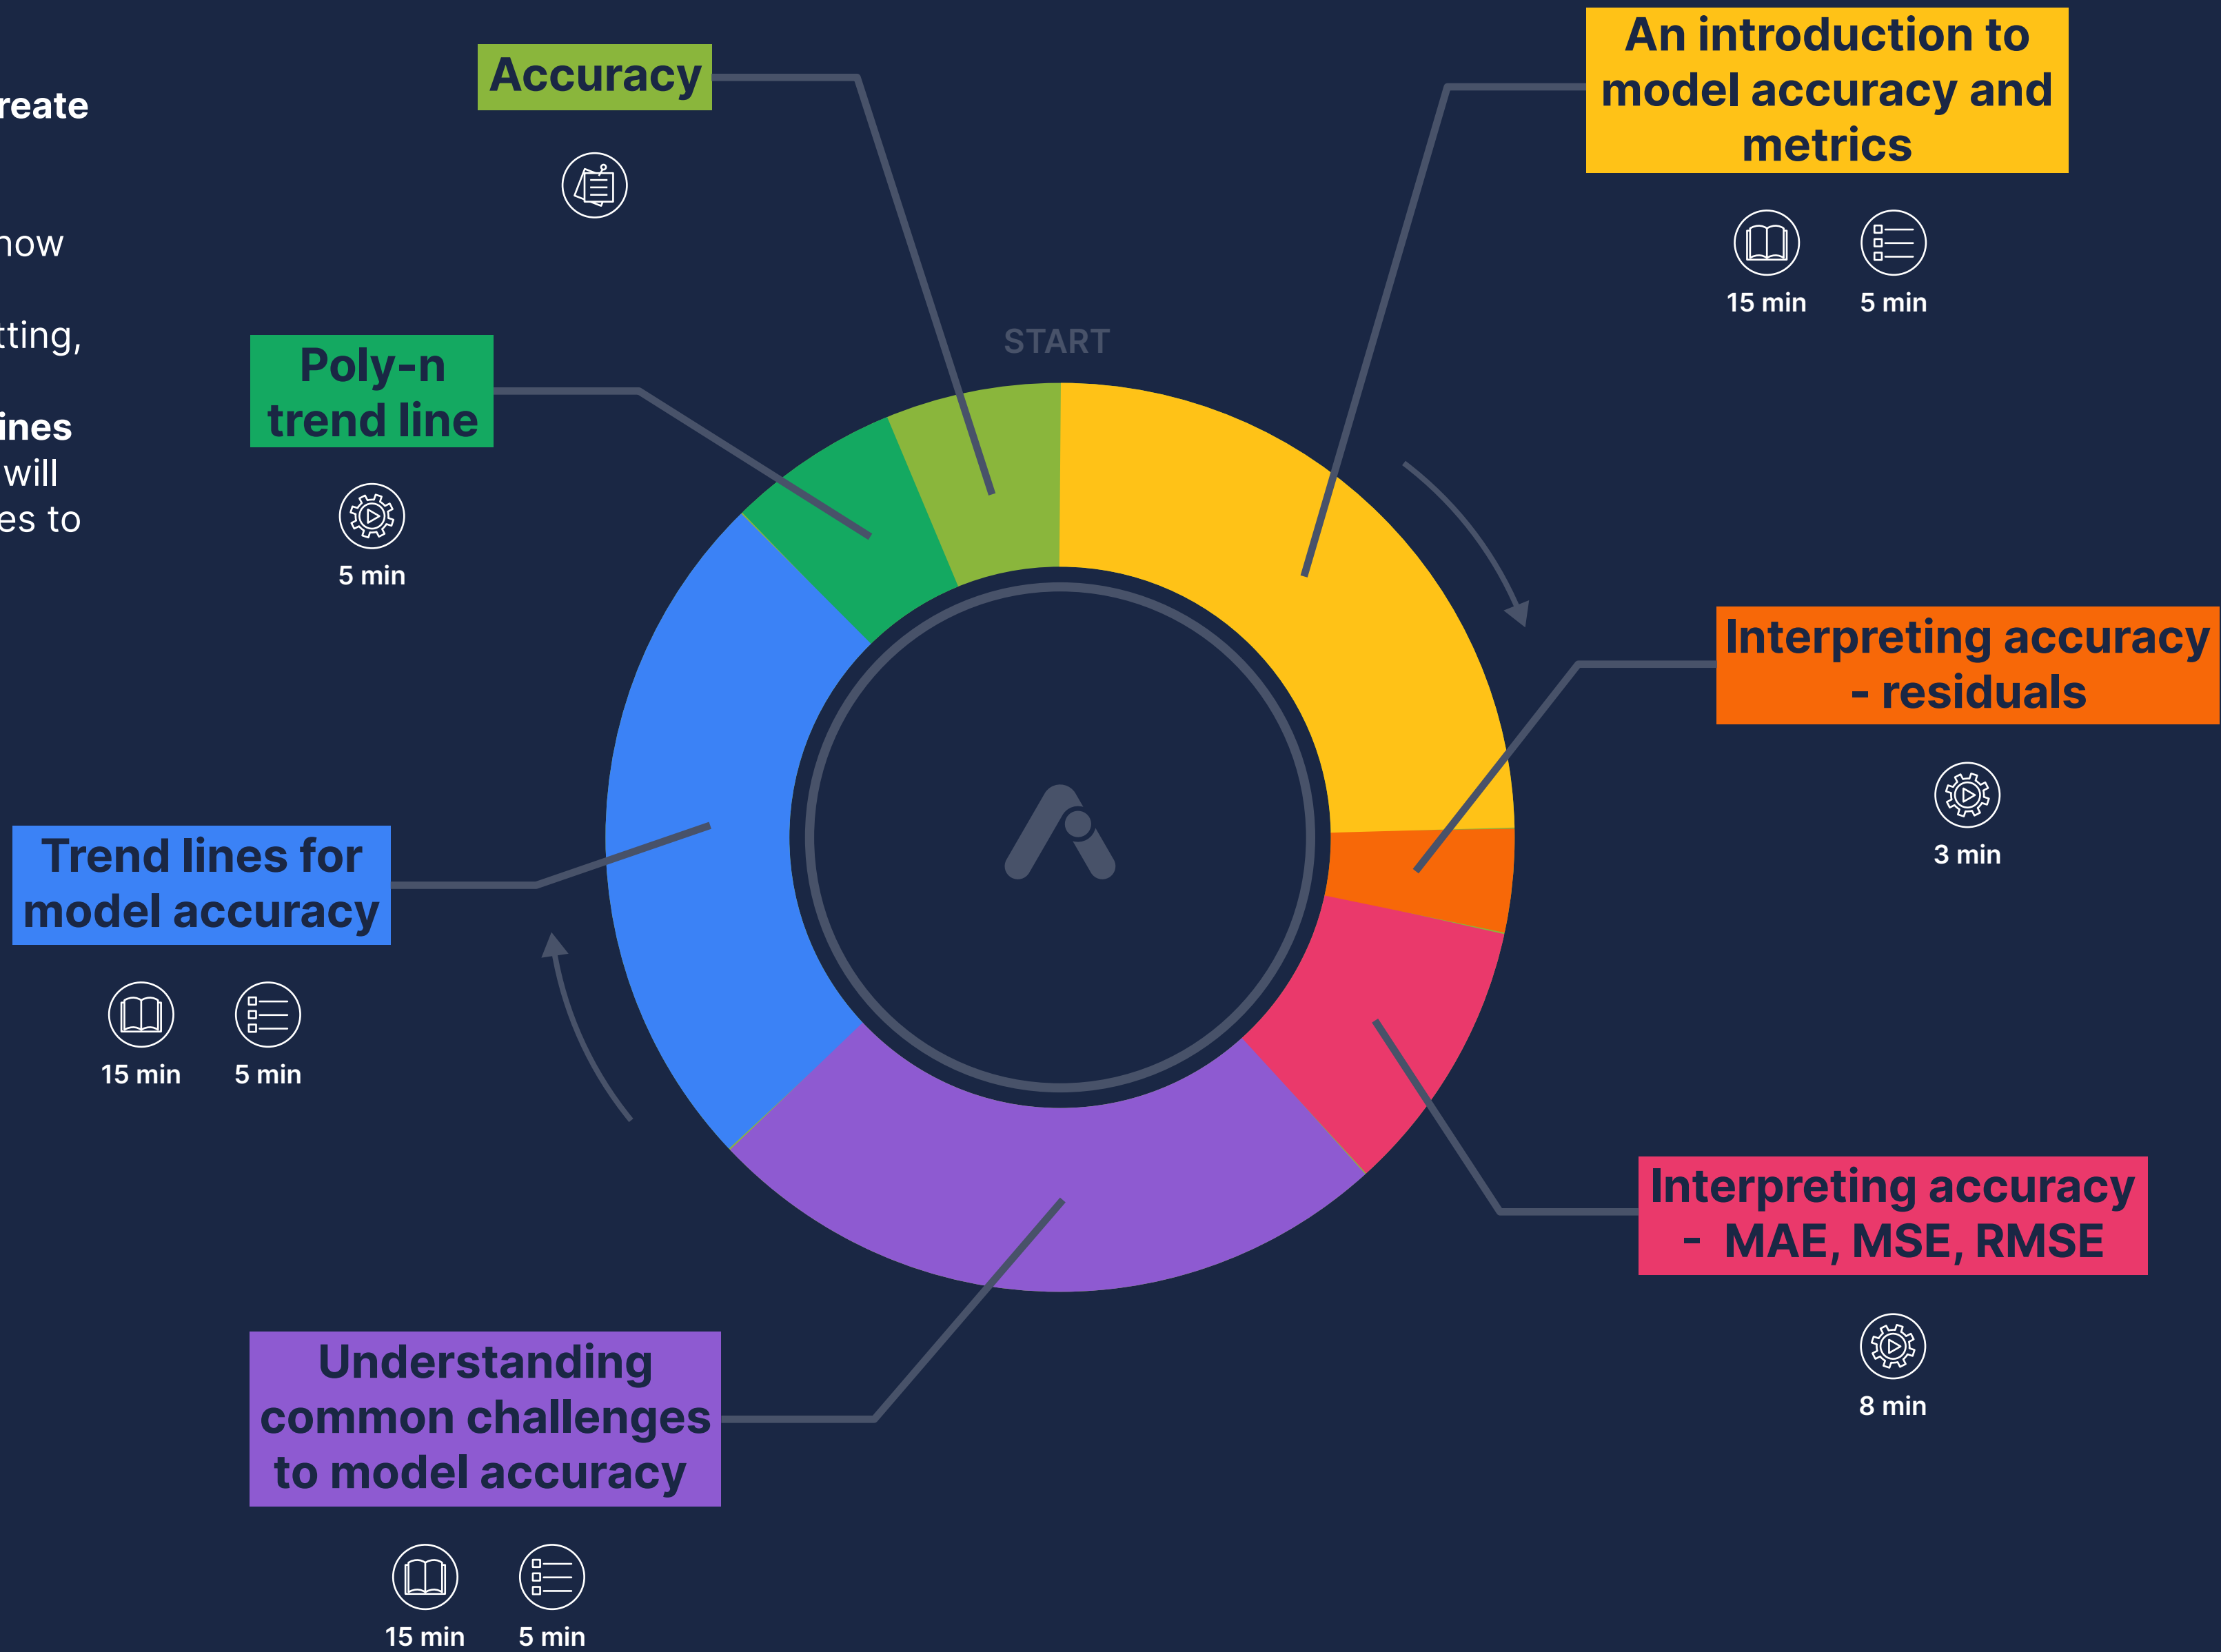 reate
now
tting,
ines
will
es to
START
An introduction to
model accuracy and
metrics
15 min
5 min
Interpreting accuracy
- residuals
3 min
Interpreting accuracy
- MAE, MSE, RMSE
8 min
Understanding
common challenges
to model accuracy
15 min
5 min
Trend lines for
model accuracy
15 min
5 min
Poly-n
trend line
5 min
Accuracy